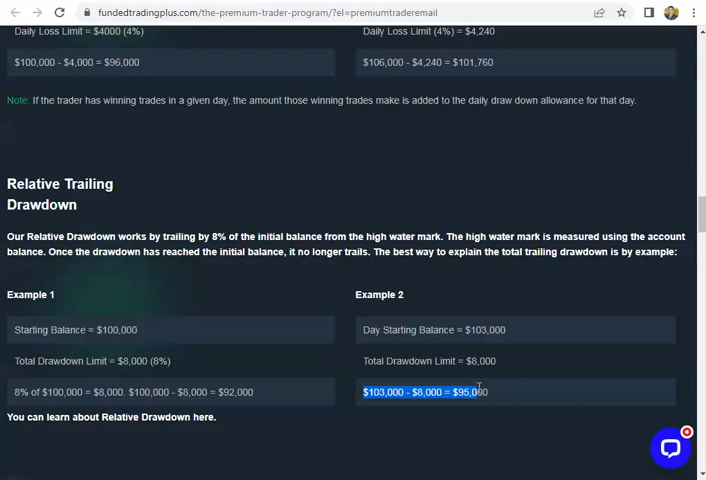 fundedtradingplus.com/the-premium-trader-program/?el=premiumtraderemail
Daily Loss Limit = $4000 (4%)
Daily Loss Limit (4%) = $4,240
$100,000 - $4,000 = $96,000
$106,000 - $4,240 = $101,760
Note: If the trader has winning trades in a given day, the amount those winning trades make is added to the daily draw down allowance for that day.
Relative Trailing
Drawdown
Our Relative Drawdown works by trailing by 8% of the initial balance from the high water mark. The high water mark is measured using the account
balance. Once the drawdown has reached the initial balance, it no longer trails. The best way to explain the total trailing drawdown is by example:
Example 1
Starting Balance = $100,000
Total Drawdown Limit = $8,000 (8%)
8% of $100,000 = $8,000. $100,000 - $8,000 = $92,000
Example 2
Day Starting Balance = $103,000
Total Drawdown Limit = $8,000
$103,000 - $8,000 = $95,000
You can learn about Relative Drawdown here.